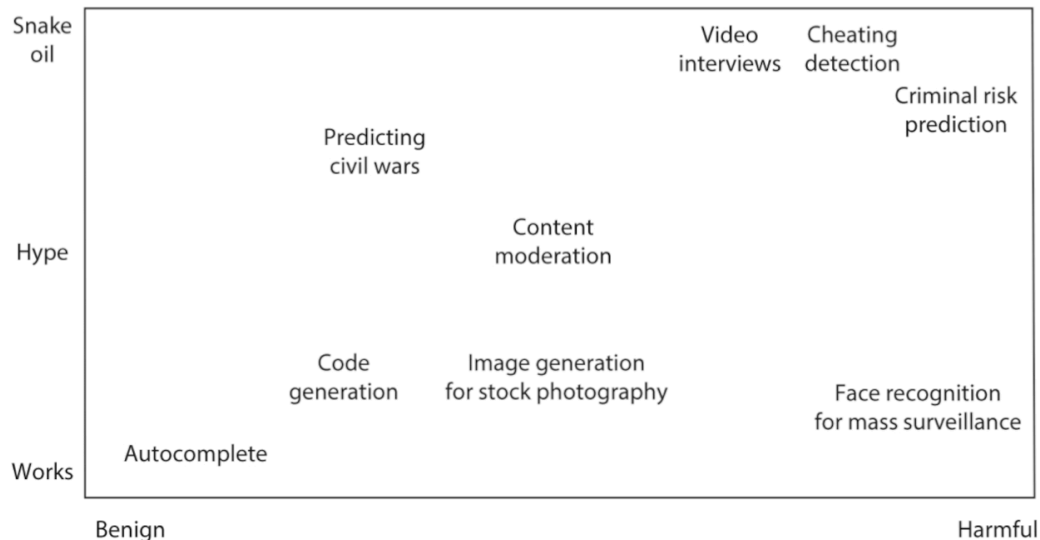 Snake
oil
Video
interviews
Cheating
detection
Criminal risk
prediction
Predicting
civil wars
Hype
Content
moderation
Code
generation
Image generation
for stock photography
Face recognition
for mass surveillance
Autocomplete
Works
Benign
Harmful